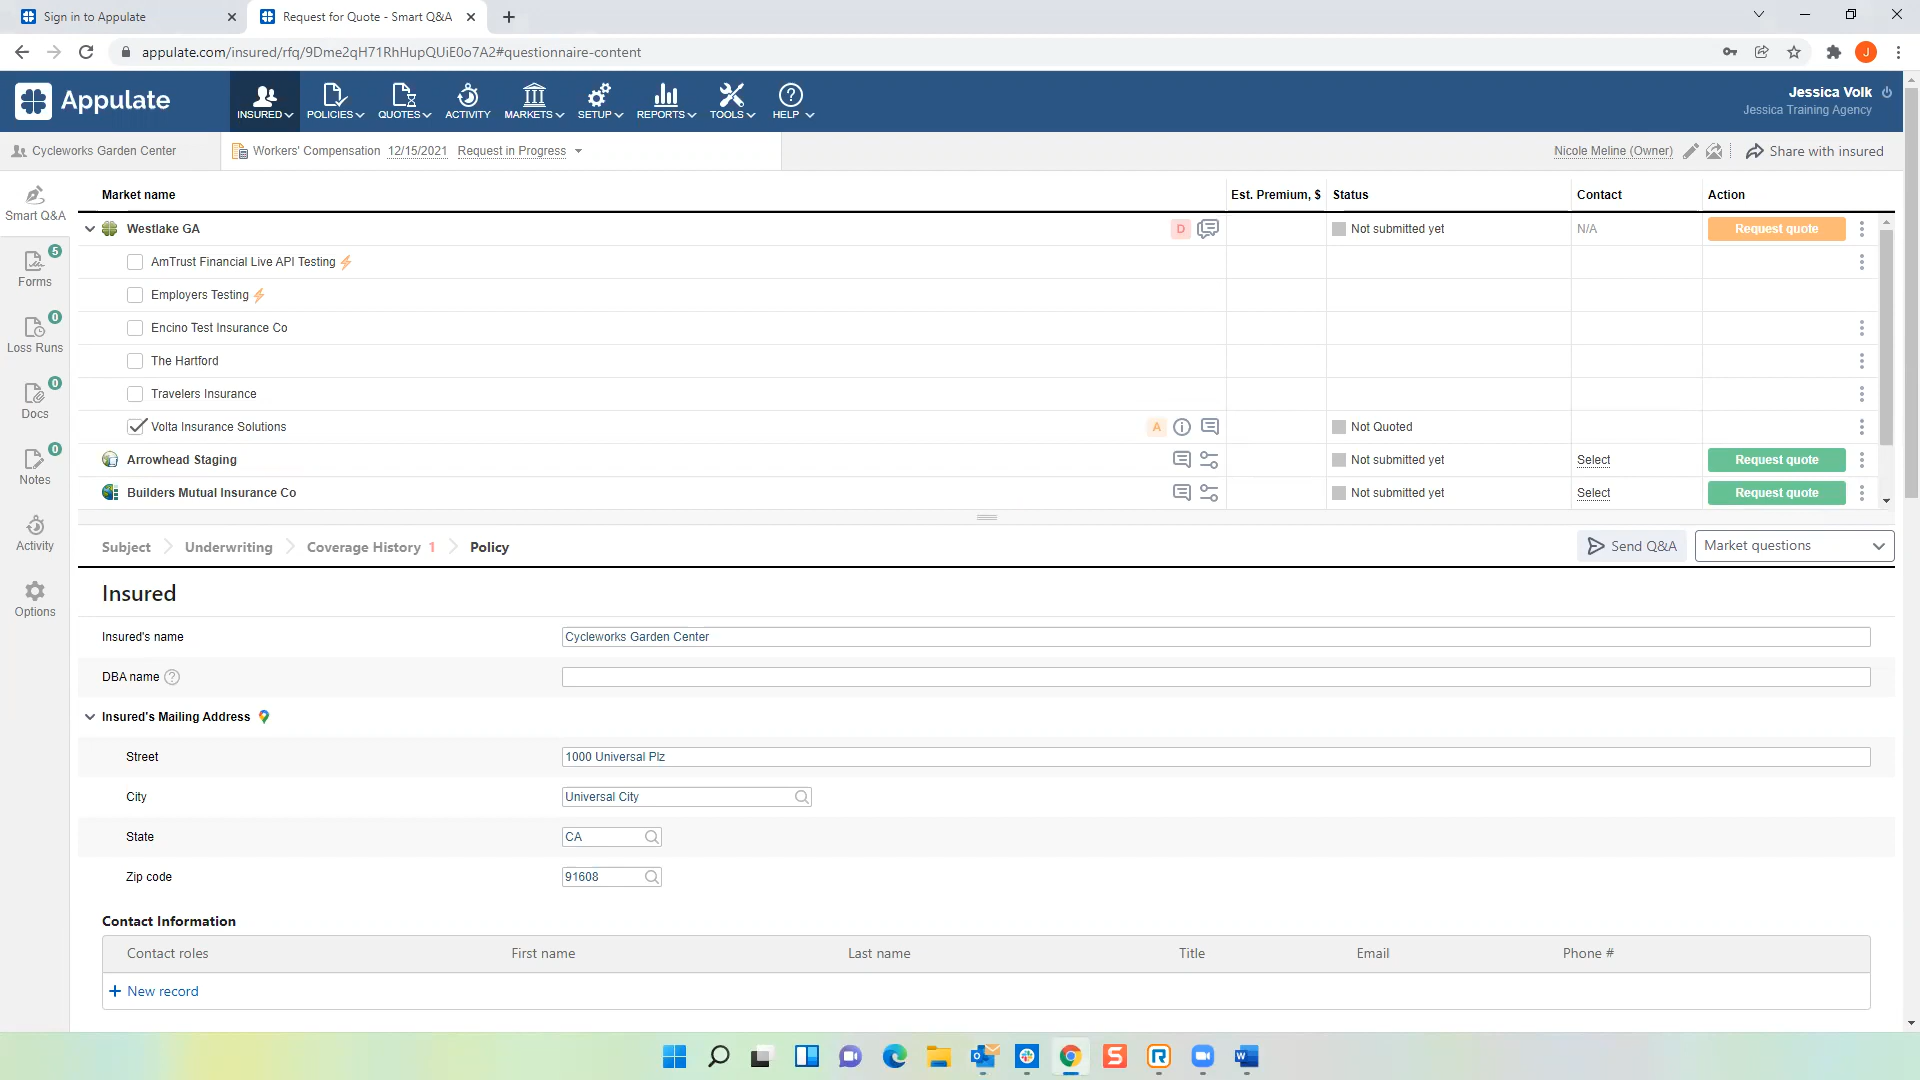 Sign in to Appulate
Request for Quote - Smart Q&A
appulate.com/insured/rfq/9Dme2qH71RhHupQUiE0o7A2#questionnaire-content
J
Appulate
INSURED
POLICIES
QUOTES
ACTIVITY
MARKETS
SETUP
REPORTS
TOOLS
HELP
Jessica Volk
Jessica Training Agency
Cycleworks Garden Center
Workers' Compensation 12/15/2021 Request in Progress
Nicole Meline (Owner)
Share with insured
Smart Q&A
5
Forms
0
Loss Runs
0
Docs
0
Notes
Activity
Options
Market name Est. Premium, $ Status Contact Action
Westlake GA D Not submitted yet N/A Request quote
AmTrust Financial Live API Testing
Employers Testing
Encino Test Insurance Co
The Hartford
Travelers Insurance
Volta Insurance Solutions A Not Quoted
Arrowhead Staging Not submitted yet Select Request quote
Builders Mutual Insurance Co Not submitted yet Select Request quote
Subject Underwriting Coverage History 1 Policy Send Q&A Market questions
Insured
Insured's name Cycleworks Garden Center
DBA name ?
Insured's Mailing Address
Street 1000 Universal Plz
City Universal City
State CA
Zip code 91608
Contact Information
Contact roles First name Last name Title Email Phone #
+ New record